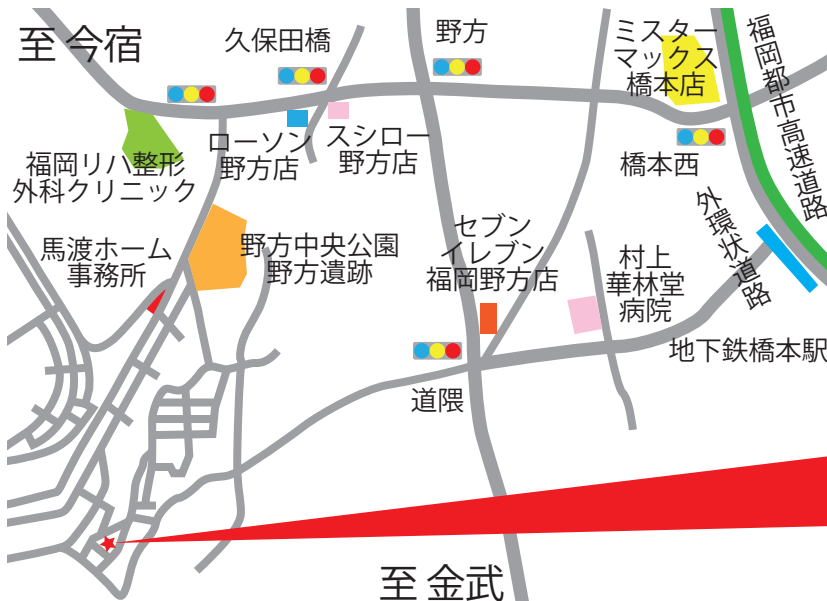 至 今宿
久保田橋
野方
ミスター
マックス
橋本店
福岡都市高速道路
ローソン
野方店
スシロー
野方店
橋本西
福岡リハ整形
外科クリニック
外環状道路
馬渡ホーム
事務所
野方中央公園
野方遺跡
セブン
イレブン
福岡野方店
村上
華林堂
病院
地下鉄橋本駅
道隈
至 金武